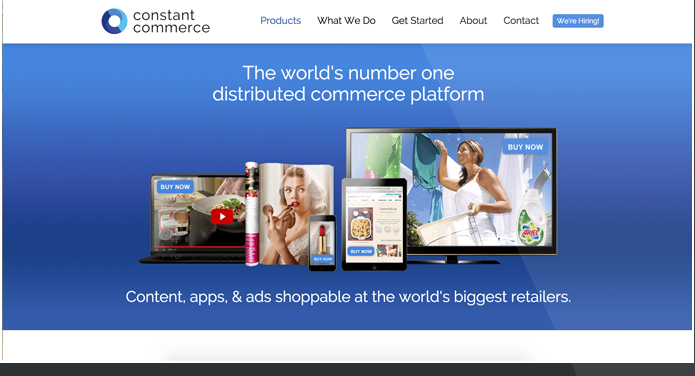 constant
commerce
Products What We Do Get Started About Contact We're Hiring!
The world's number one
distributed commerce platform
BUY NOW
BUY NOW
BUY NOW
BUY NOW
ARIEL
Content, apps, & ads shoppable at the world's biggest retailers.